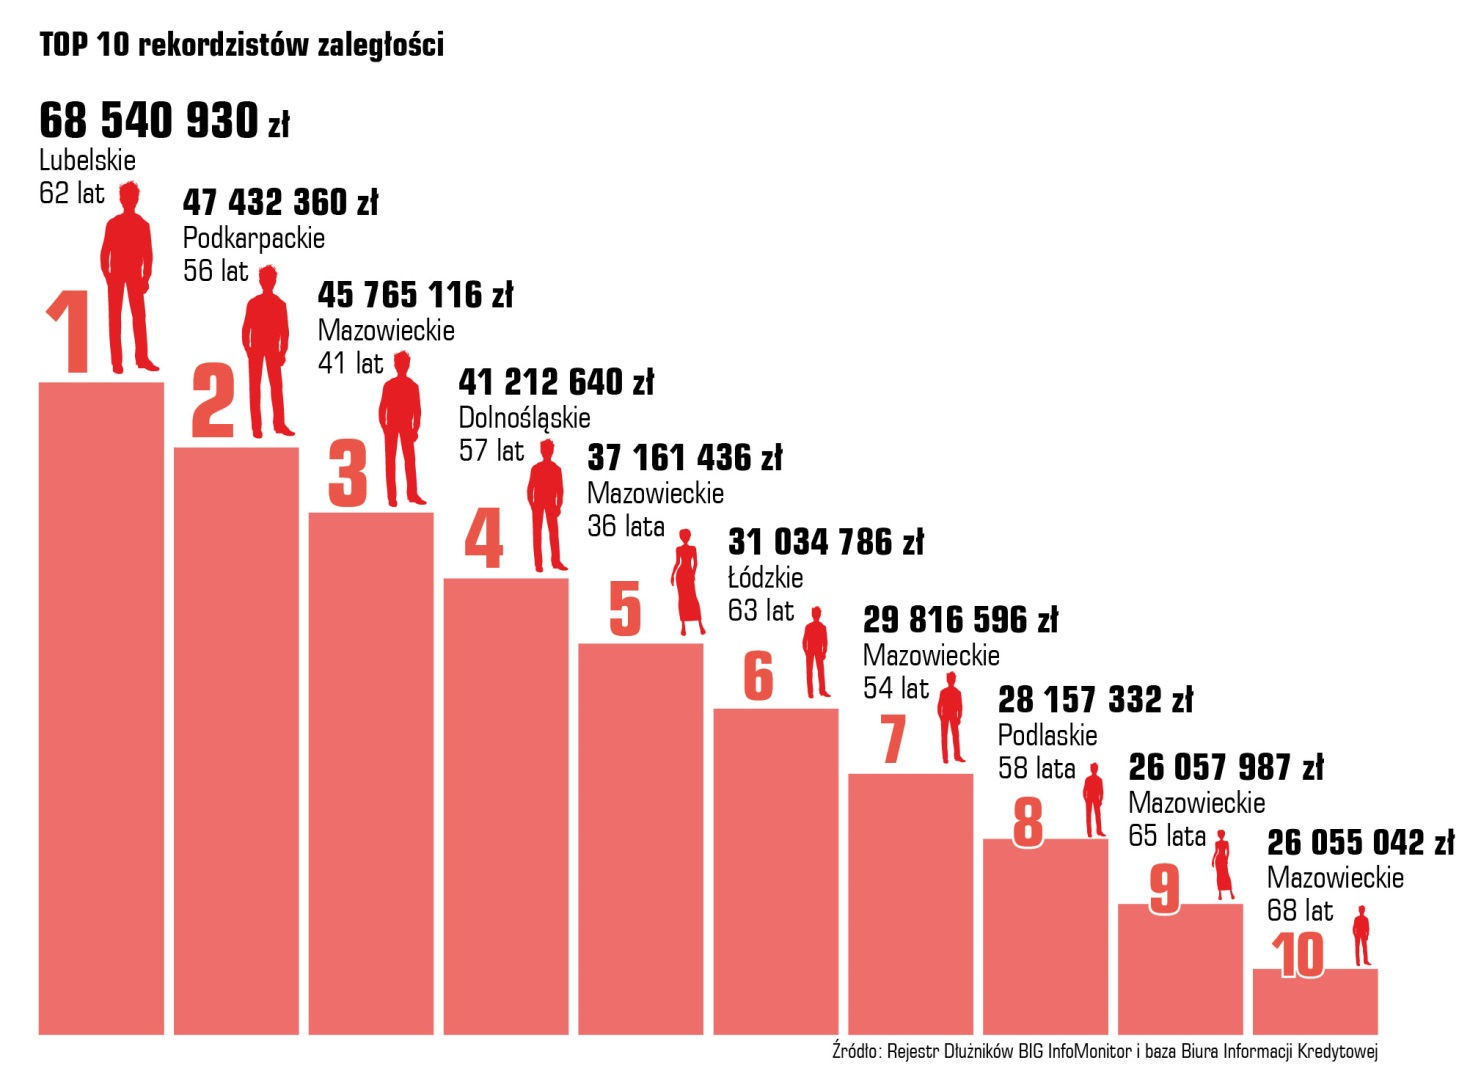 TOP 10 rekordzistów zaległości
68 540 930 zł
Lubelskie
62 lat
1
47 432 360 zł
Podkarpackie
56 lat
2
45 765 116 zł
Mazowieckie
41 lat
3
41 212 640 zł
Dolnośląskie
57 lat
4
37 161 436 zł
Mazowieckie
36 lata
5
31 034 786 zł
Łódzkie
63 lat
6
29 816 596 zł
Mazowieckie
54 lat
7
28 157 332 zł
Podlaskie
58 lata
8
26 057 987 zł
Mazowieckie
65 lata
9
26 055 042 zł
Mazowieckie
68 lat
10
Źródło: Rejestr Dłużników BIG InfoMonitor i baza Biura Informacji Kredytowej